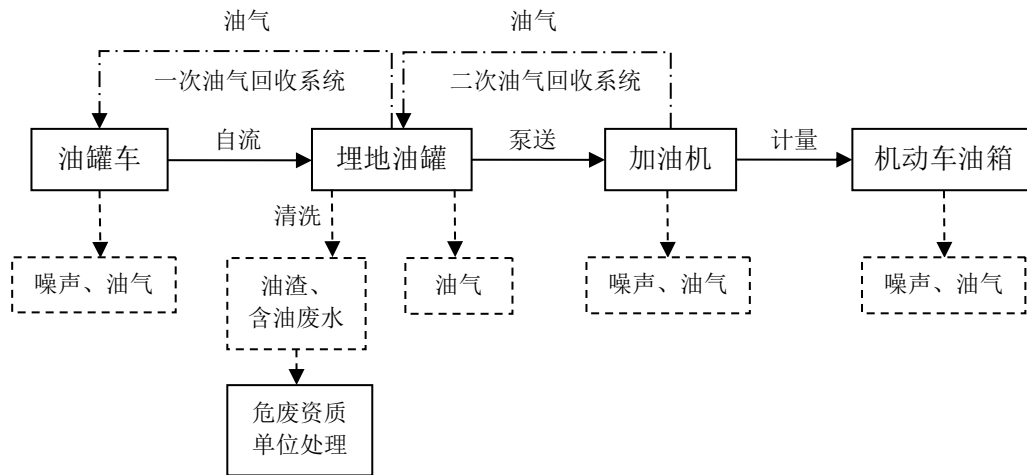 油气
油气
一次油气回收系统
二次油气回收系统
油罐车
自流
埋地油罐
泵送
加油机
计量
机动车油箱
清洗
噪声、油气
油渣、
含油废水
油气
噪声、油气
噪声、油气
危废资质
单位处理